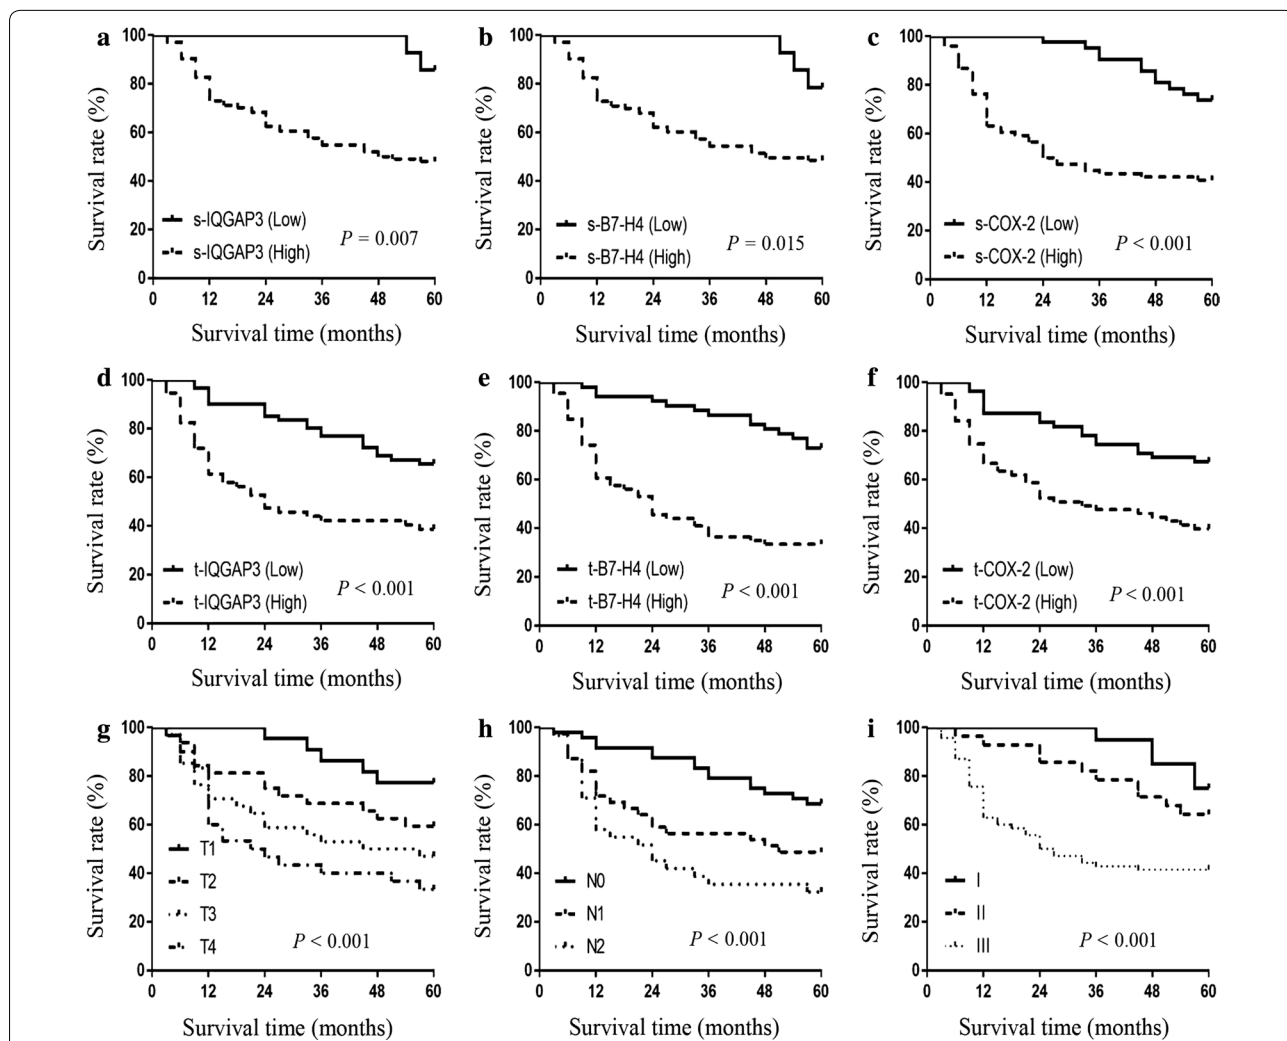 a
100
80
60
40
20
0
Survival rate (%)
s-IQGAP3 (Low)
s-IQGAP3 (High)
P = 0.007
0 12 24 36 48 60
Survival time (months)
b
100
80
60
40
20
0
Survival rate (%)
s-B7-H4 (Low)
s-B7-H4 (High)
P = 0.015
0 12 24 36 48 60
Survival time (months)
c
100
80
60
40
20
0
Survival rate (%)
s-COX-2 (Low)
s-COX-2 (High)
P < 0.001
0 12 24 36 48 60
Survival time (months)
d
100
80
60
40
20
0
Survival rate (%)
t-IQGAP3 (Low)
t-IQGAP3 (High)
P < 0.001
0 12 24 36 48 60
Survival time (months)
e
100
80
60
40
20
0
Survival rate (%)
t-B7-H4 (Low)
t-B7-H4 (High)
P < 0.001
0 12 24 36 48 60
Survival time (months)
f
100
80
60
40
20
0
Survival rate (%)
t-COX-2 (Low)
t-COX-2 (High)
P < 0.001
0 12 24 36 48 60
Survival time (months)
g
100
80
60
40
20
0
Survival rate (%)
T1
T2
T3
T4
P < 0.001
0 12 24 36 48 60
Survival time (months)
h
100
80
60
40
20
0
Survival rate (%)
N0
N1
N2
P < 0.001
0 12 24 36 48 60
Survival time (months)
i
100
80
60
40
20
0
Survival rate (%)
I
II
III
P < 0.001
0 12 24 36 48 60
Survival time (months)